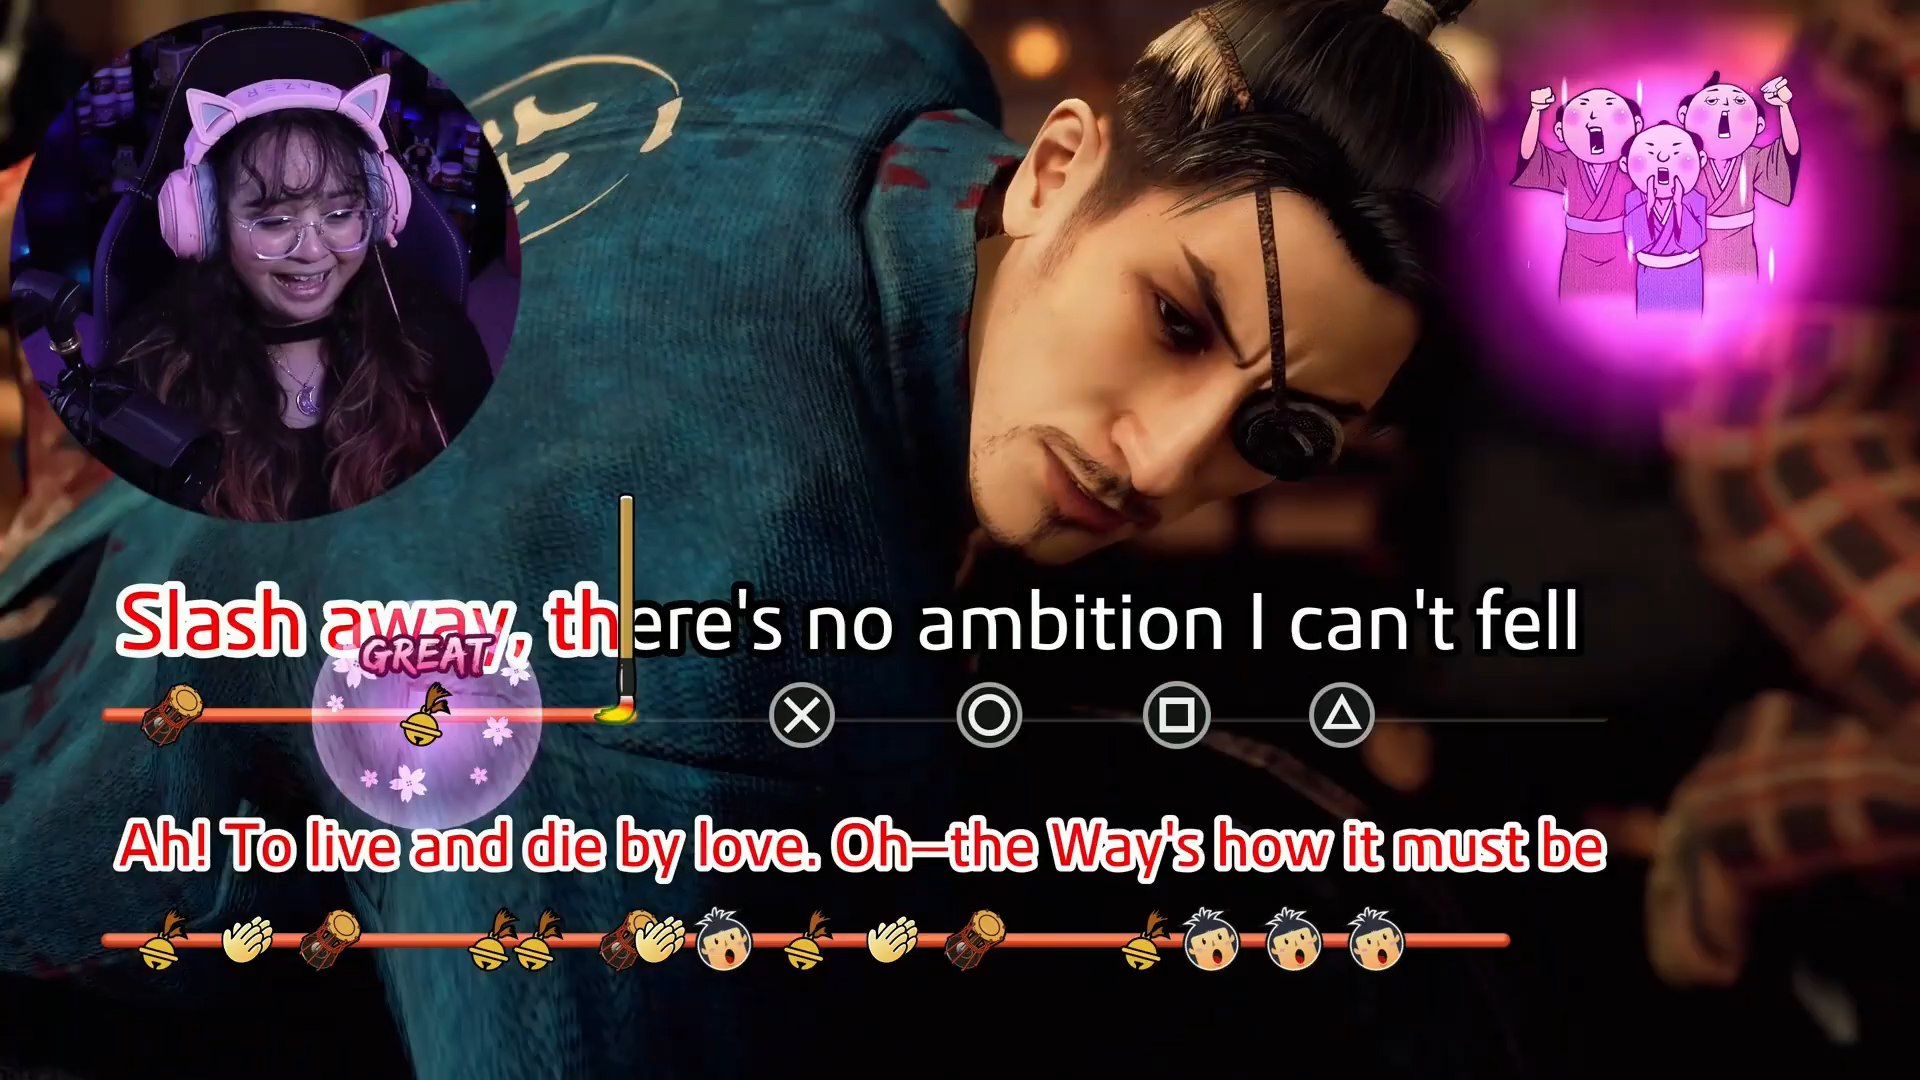 RAZER
Slash away, there's no ambition I can't fell
GREAT
Ah! To live and die by love. Oh—the Way's how it must be